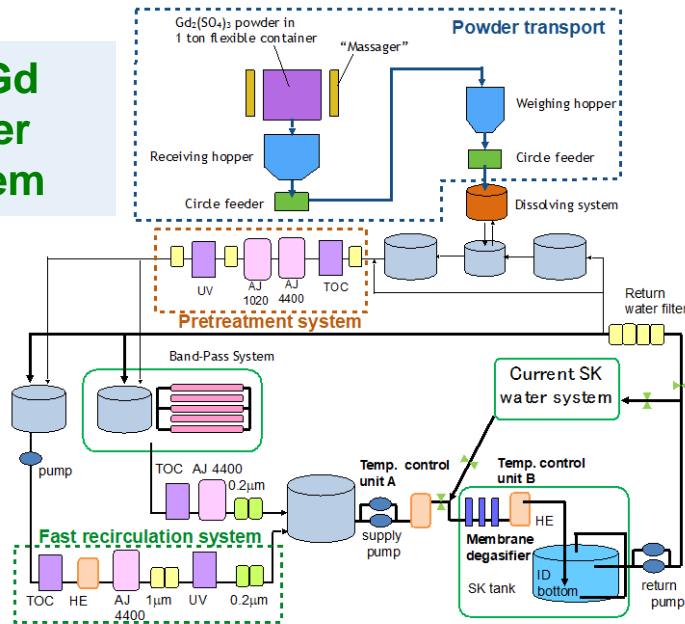 Gd
er
em
Gd₂(SO₄)₃ powder in
1 ton flexible container
“Massager”
Powder transport
Weighing hopper
Receiving hopper
Circle feeder
Circle feeder
Dissolving system
UV
AJ
1020
AJ
4400
TOC
Pretreatment system
Return
water filter
Band-Pass System
Current SK
water system
pump
TOC
AJ 4400
0.2μm
Temp. control
unit A
Temp. control
unit B
supply
pump
Membrane
degasifier
HE
SK tank
ID
bottom
return
pump
Fast recirculation system
TOC
HE
AJ
4400
1μm
UV
0.2μm